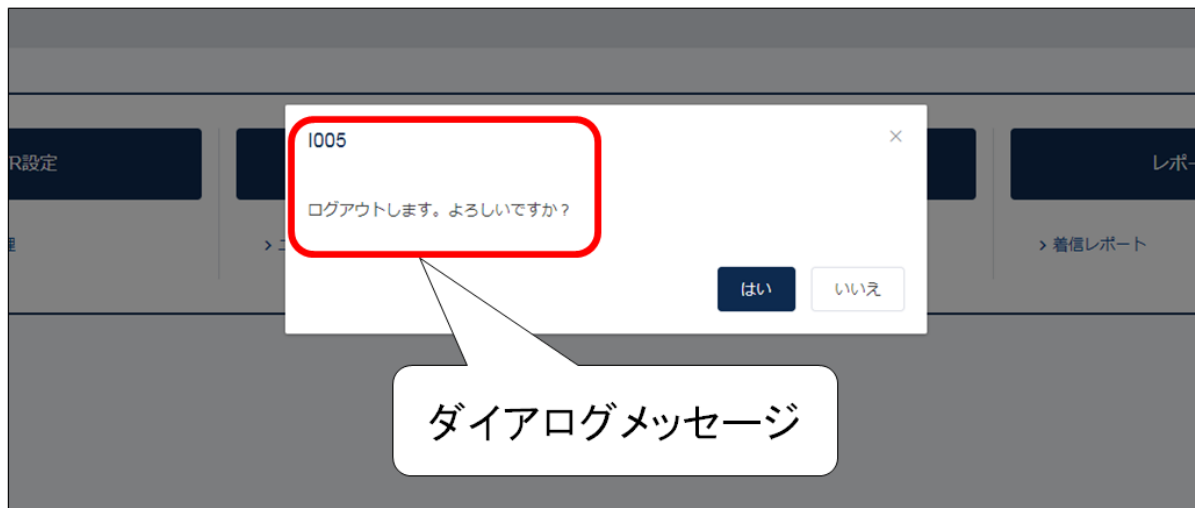 I005
×
R設定
レポー
ログアウトします。よろしいですか？
理
着信レポート
はい
いいえ
ダイアログメッセージ